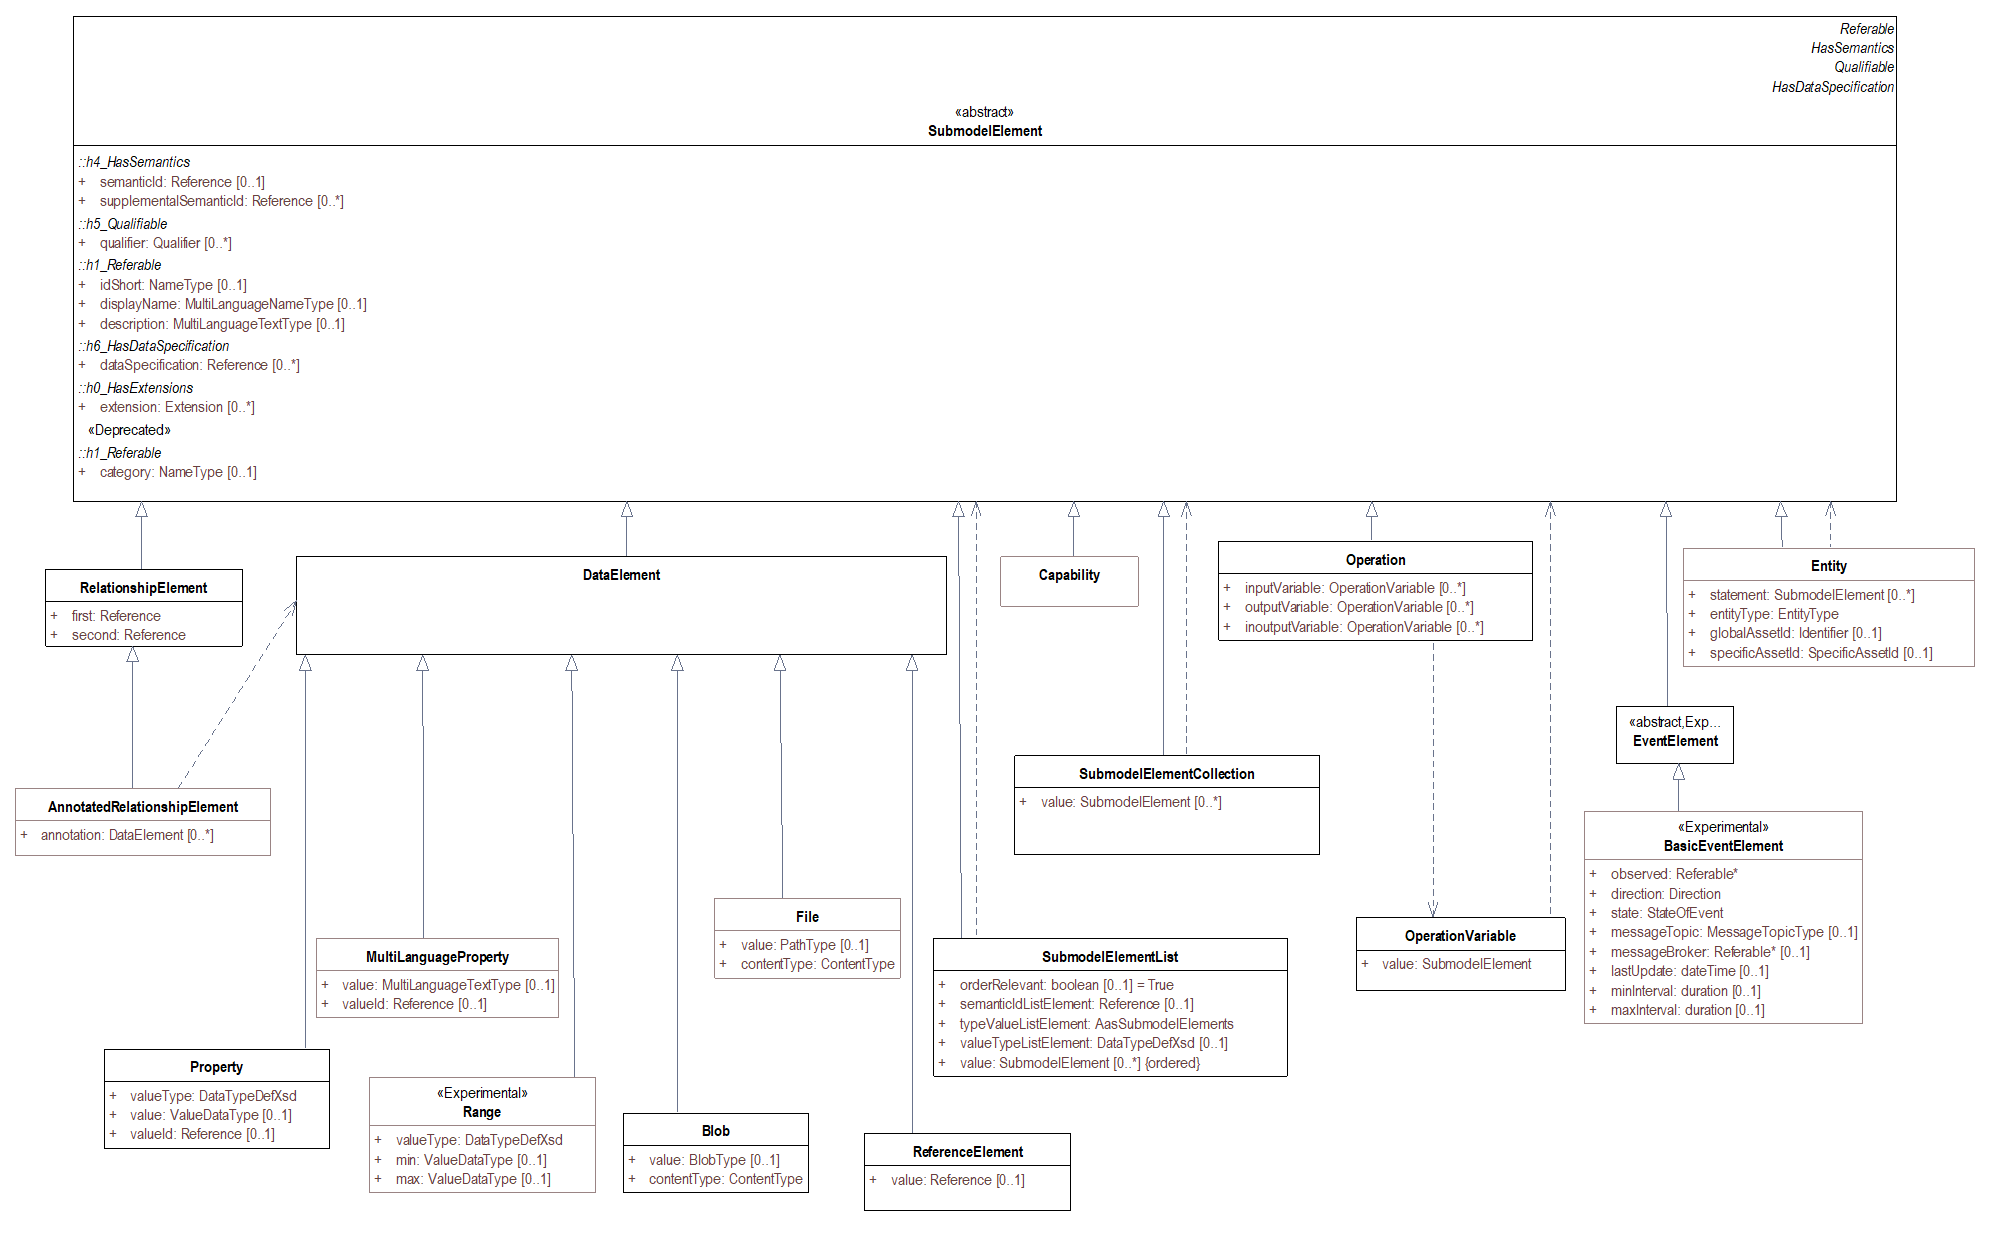 Referable
HasSemantics
Qualifiable
HasDataSpecification
«abstract»
SubmodelElement
::h4_HasSemantics
+ semanticId: Reference [0..1]
+ supplementalSemanticId: Reference [0..*]
::h5_Qualifiable
+ qualifier: Qualifier [0..*]
::h1_Referable
+ idShort: NameType [0..1]
+ displayName: MultiLanguageNameType [0..1]
+ description: MultiLanguageTextType [0..1]
::h6_HasDataSpecification
+ dataSpecification: Reference [0..*]
::h0_HasExtensions
+ extension: Extension [0..*]
«Deprecated»
::h1_Referable
+ category: NameType [0..1]
RelationshipElement
+ first: Reference
+ second: Reference
DataElement
Capability
Operation
+ inputVariable: OperationVariable [0..*]
+ outputVariable: OperationVariable [0..*]
+ inoutputVariable: OperationVariable [0..*]
Entity
+ statement: SubmodelElement [0..*]
+ entityType: EntityType
+ globalAssetId: Identifier [0..1]
+ specificAssetId: SpecificAssetId [0..1]
«abstract,Exp...
EventElement
AnnotatedRelationshipElement
+ annotation: DataElement [0..*]
SubmodelElementCollection
+ value: SubmodelElement [0..*]
«Experimental»
BasicEventElement
+ observed: Referable*
+ direction: Direction
+ state: StateOfEvent
+ messageTopic: MessageTopicType [0..1]
+ messageBroker: Referable* [0..1]
+ lastUpdate: dateTime [0..1]
+ minInterval: duration [0..1]
+ maxInterval: duration [0..1]
File
+ value: PathType [0..1]
+ contentType: ContentType
OperationVariable
+ value: SubmodelElement
MultiLanguageProperty
+ value: MultiLanguageTextType [0..1]
+ valueId: Reference [0..1]
SubmodelElementList
+ orderRelevant: boolean [0..1] = True
+ semanticIdListElement: Reference [0..1]
+ typeValueListElement: AasSubmodelElements
+ valueTypeListElement: DataTypeDefXsd [0..1]
+ value: SubmodelElement [0..*] {ordered}
Property
+ valueType: DataTypeDefXsd
+ value: ValueDataType [0..1]
+ valueId: Reference [0..1]
«Experimental»
Range
+ valueType: DataTypeDefXsd
+ min: ValueDataType [0..1]
+ max: ValueDataType [0..1]
Blob
+ value: BlobType [0..1]
+ contentType: ContentType
ReferenceElement
+ value: Reference [0..1]